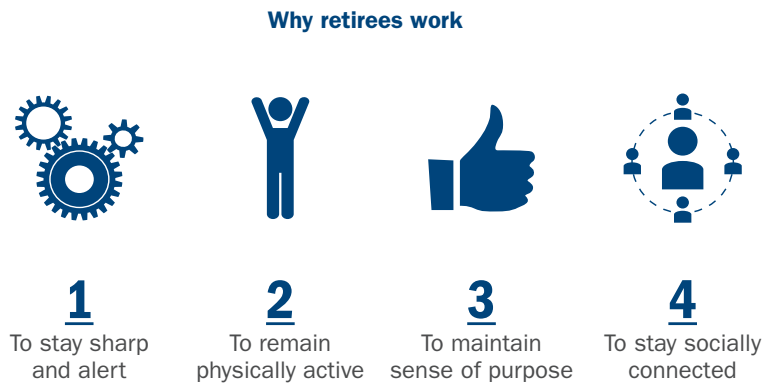 Why retirees work
1
To stay sharp
and alert
2
To remain
physically active
3
To maintain
sense of purpose
4
To stay socially
connected